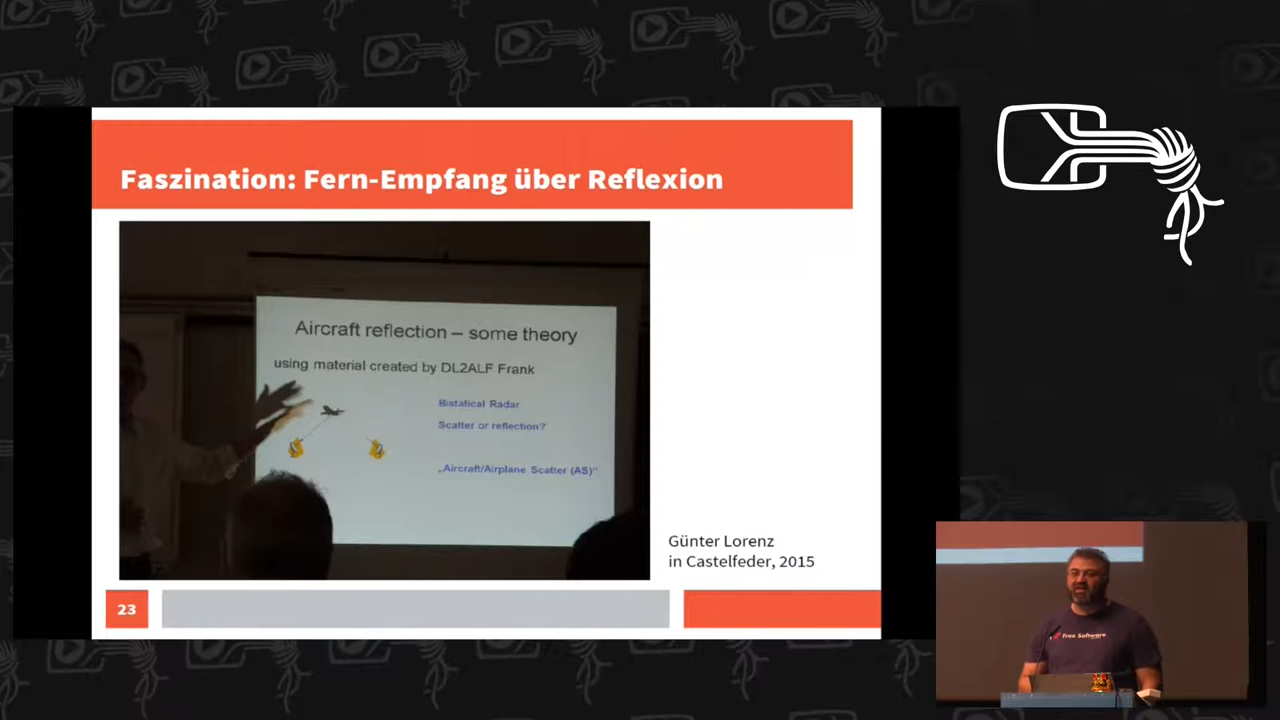 Faszination: Fern-Empfang über Reflexion
Aircraft reflection – some theory
using material created by DL2ALF Frank
Bistatical Radar
Scatter or reflection?
„Aircraft/Airplane Scatter (AS)“
Günter Lorenz
in Castelfeder, 2015
23
Free Software